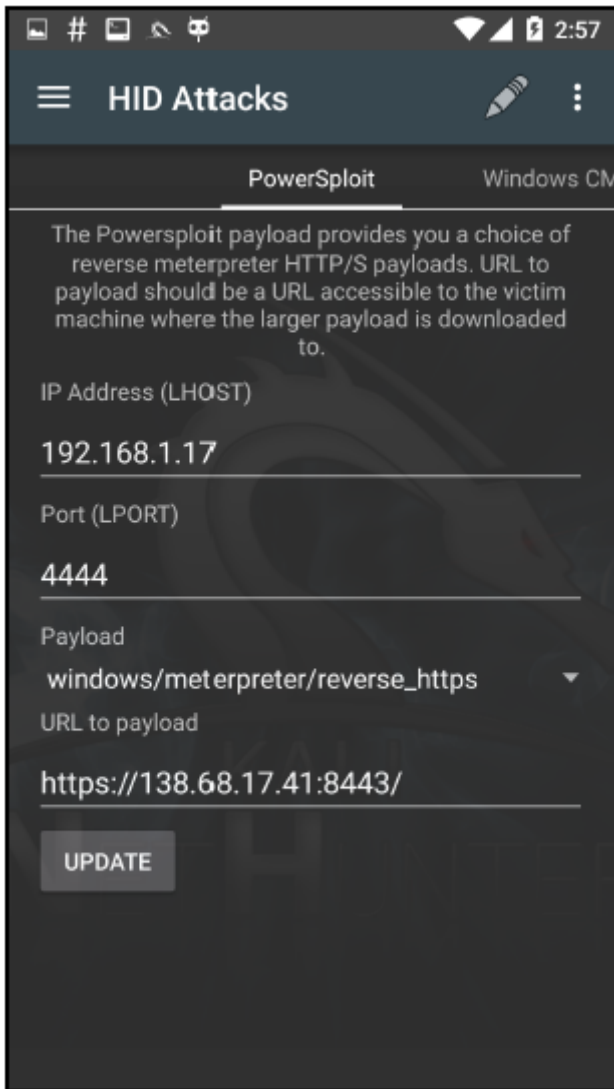 # 2:57
HID Attacks
PowerSploit Windows CM
The Powersploit payload provides you a choice of
reverse meterpreter HTTP/S payloads. URL to
payload should be a URL accessible to the victim
machine where the larger payload is downloaded
to.
IP Address (LHOST)
192.168.1.17
Port (LPORT)
4444
Payload
windows/meterpreter/reverse_https
URL to payload
https://138.68.17.41:8443/
UPDATE